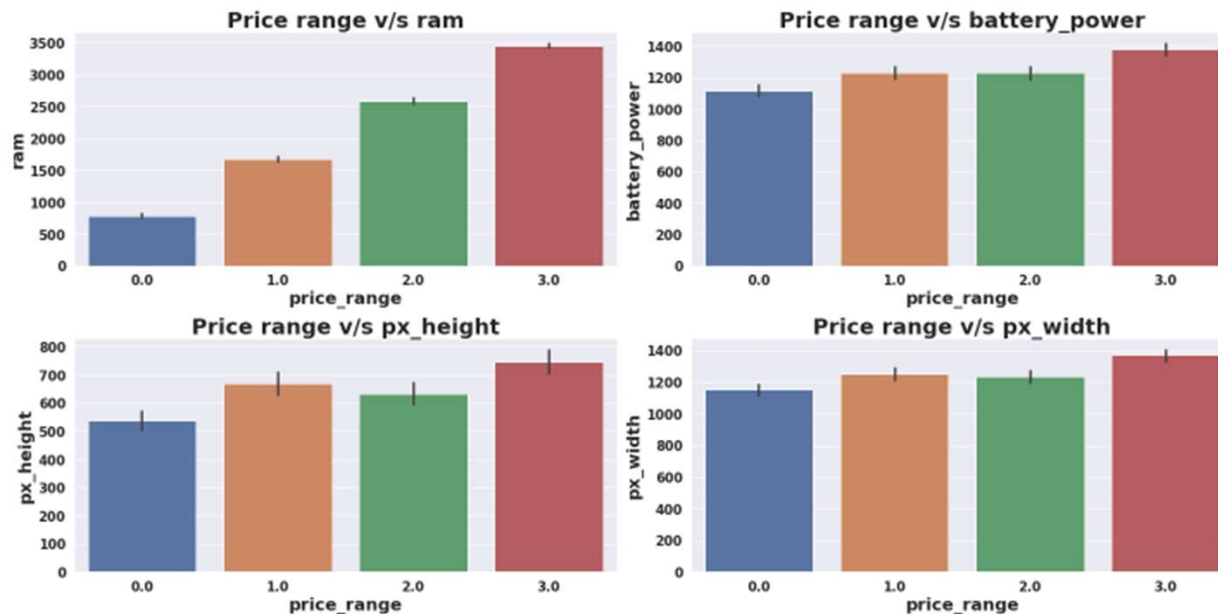 Price range v/s ram
ram
3500
3000
2500
2000
1500
1000
500
0
0.0 1.0 2.0 3.0
price_range
Price range v/s battery_power
battery_power
1400
1200
1000
800
600
400
200
0
0.0 1.0 2.0 3.0
price_range
Price range v/s px_height
px_height
800
700
600
500
400
300
200
100
0
0.0 1.0 2.0 3.0
price_range
Price range v/s px_width
px_width
1400
1200
1000
800
600
400
200
0
0.0 1.0 2.0 3.0
price_range